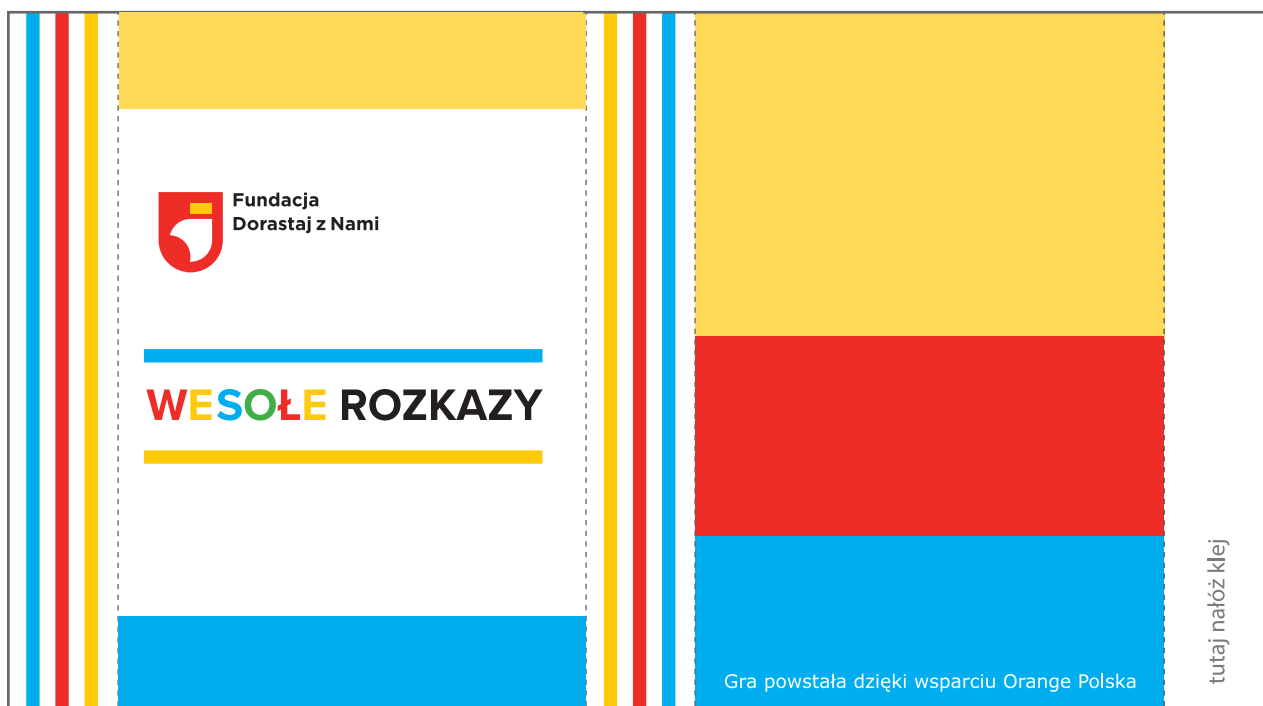 Fundacja
Dorastaj z Nami
WESOŁE ROZKAZY
Gra powstała dzięki wsparciu Orange Polska
tutaj nałóż klej